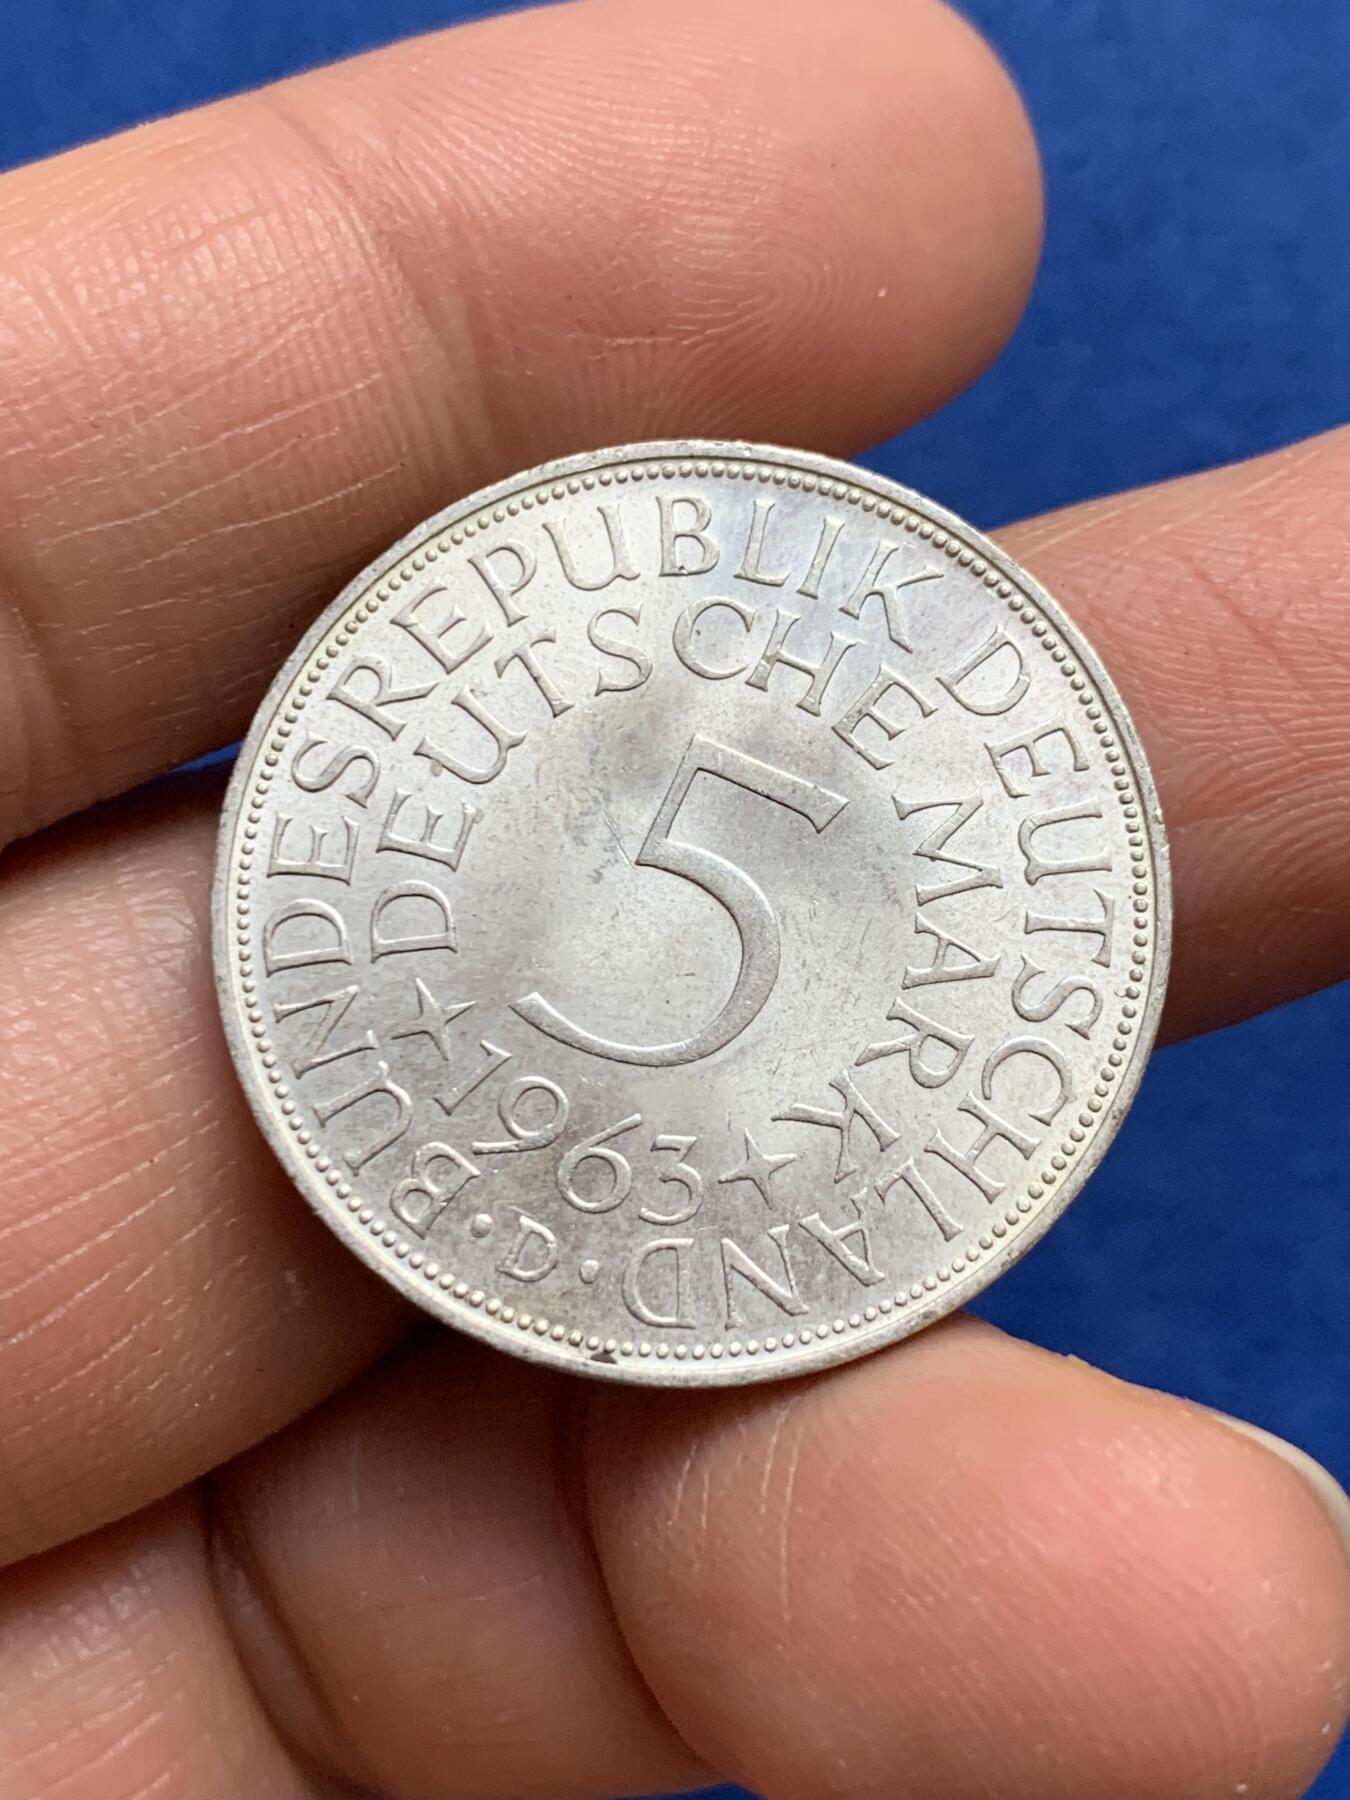 BUNDESREPUBLIK DEUTSCHLAND
DEUTSCHE MARK
5
1963
· D ·